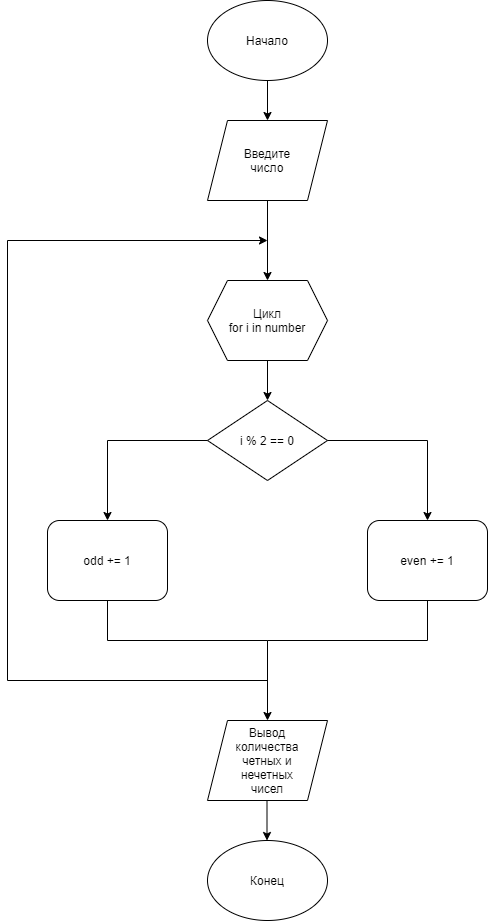 Начало
Введите
число
Цикл
for i in number
i % 2 == 0
odd += 1
even += 1
Вывод
количества
четных и
нечетных
чисел
Конец